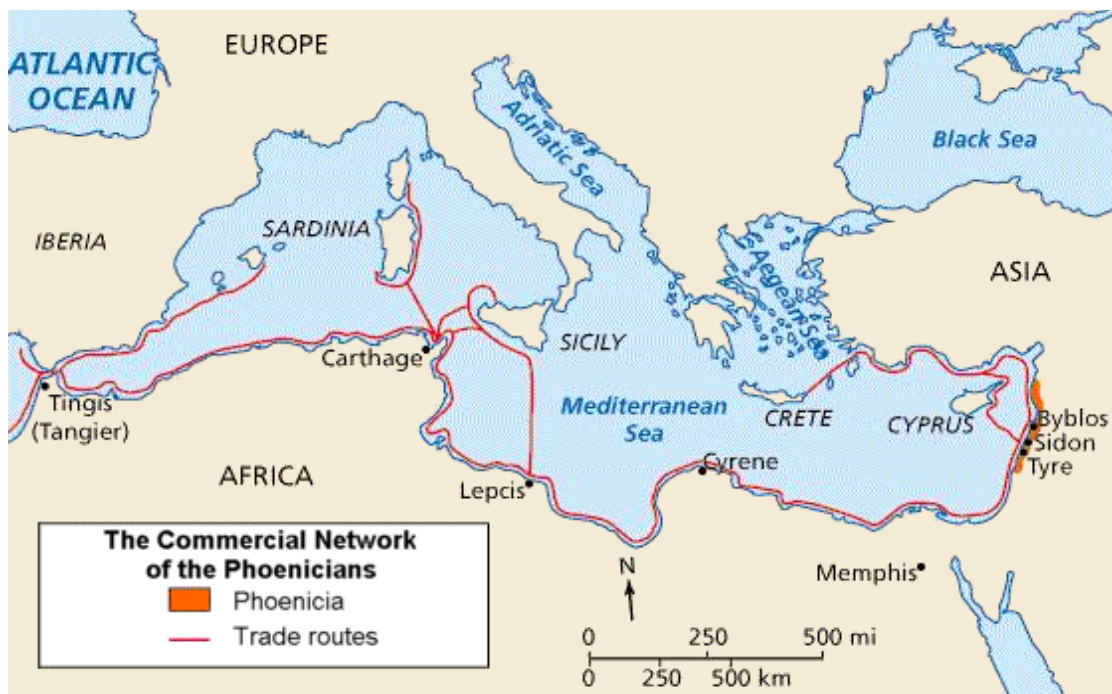 EUROPE
ATLANTIC
OCEAN
Adriatic Sea
Black Sea
IBERIA
SARDINIA
Aegean Sea
ASIA
SICILY
Carthage
Tingis
(Tangier)
Mediterranean
Sea
CRETE
CYPRUS
Byblos
Sidon
Tyre
AFRICA
Lepcis
Cyrene
Memphis
The Commercial Network
of the Phoenicians
Phoenicia
Trade routes
N
0 250 500 mi
0 250 500 km